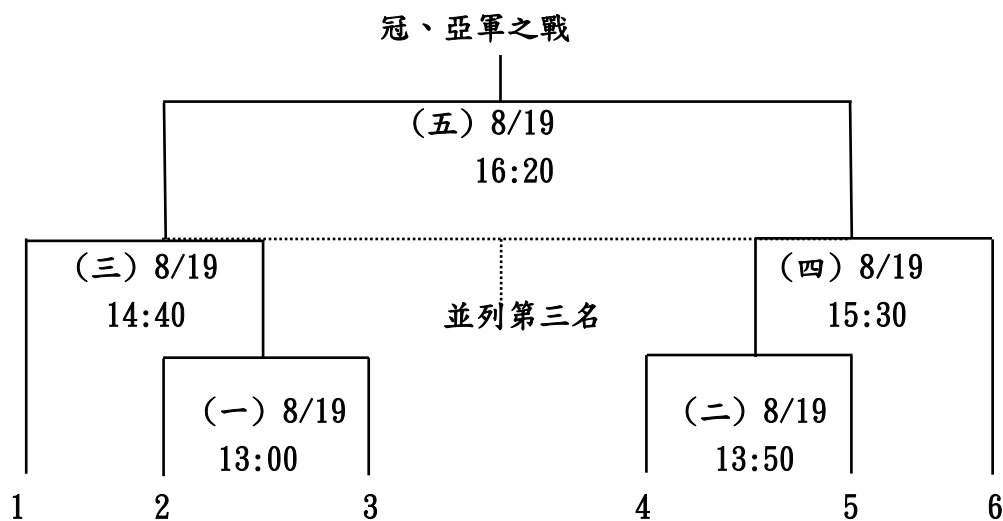 冠、亞軍之戰
（五）8/19
16:20
（三）8/19
14:40
並列第三名
（四）8/19
15:30
（一）8/19
13:00
（二）8/19
13:50
1 2 3 4 5 6